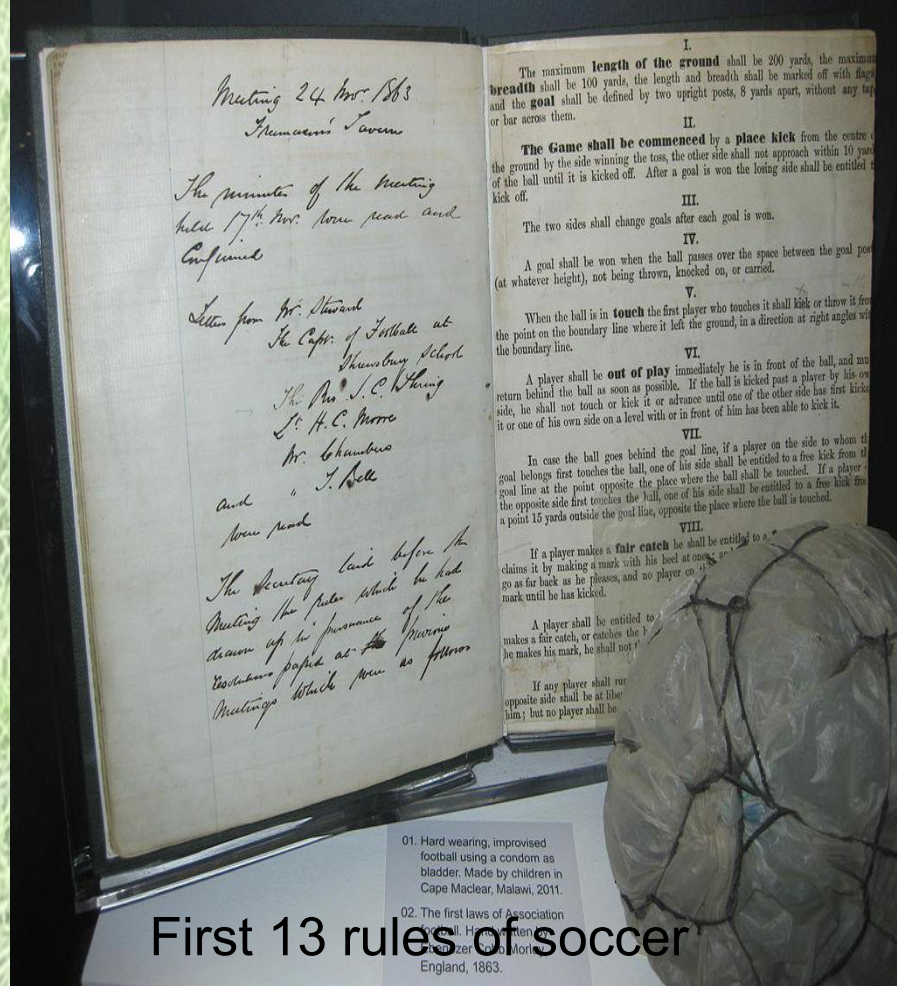 Meeting 24 Nov. 1863
Freemason's Tavern
The minutes of the meeting
held 17th. Nov. were read and
Confirmed
Letters from Mr. Steward
The Capt. of Football at
Shrewsbury School
The Rev. J. C. Thring
Lt. H. C. Moore
Mr. Chambers
and " J. Bell
were read
The Secretary laid before the
Meeting the rules which he had
drawn up in pursuance of the
resolutions passed at the previous
Meetings which were as follows
I.
The maximum length of the ground shall be 200 yards, the maximum
breadth shall be 100 yards, the length and breadth shall be marked off with flags
and the goal shall be defined by two upright posts, 8 yards apart, without any tap
or bar across them.
II.
The Game shall be commenced by a place kick from the centre
the ground by the side winning the toss, the other side shall not approach within 10 yard
of the ball until it is kicked off. After a goal is won the losing side shall be entitled
kick off.
III.
The two sides shall change goals after each goal is won.
IV.
A goal shall be won when the ball passes over the space between the goal post
(at whatever height), not being thrown, knocked on, or carried.
V.
When the ball is in touch the first player who touches it shall kick or throw it from
the point on the boundary line where it left the ground, in a direction at right angles wit
the boundary line.
VI.
A player shall be out of play immediately he is in front of the ball, and mu
return behind the ball as soon as possible. If the ball is kicked past a player by his ow
side, he shall not touch or kick it or advance until one of the other side has first kicke
it or one of his own side on a level with or in front of him has been able to kick it.
VII.
In case the ball goes behind the goal line, if a player on the side to whom th
goal belongs first touches the ball, one of his side shall be entitled to a free kick from th
goal line at the point opposite the place where the ball shall be touched. If a player
the opposite side first touches the ball, one of his side shall be entitled to a free kick from
a point 15 yards outside the goal line, opposite the place where the ball is touched.
VIII.
If a player makes a fair catch he shall be entitled to a
claims it by making a mark with his heel at once; and
go as far back as he pleases, and no player on
mark until he has kicked.
A player shall be entitled to
makes a fair catch, or catches the
he makes his mark, he shall not
If any player shall run
opposite side shall be at libe
him; but no player shall be
01. Hard wearing, improvised
football using a condom as
bladder. Made by children in
Cape Maclear, Malawi, 2011.
02. The first laws of Association
football. Hand written by
Ebenezer Cobb Morley
England, 1863.
First 13 rules of soccer